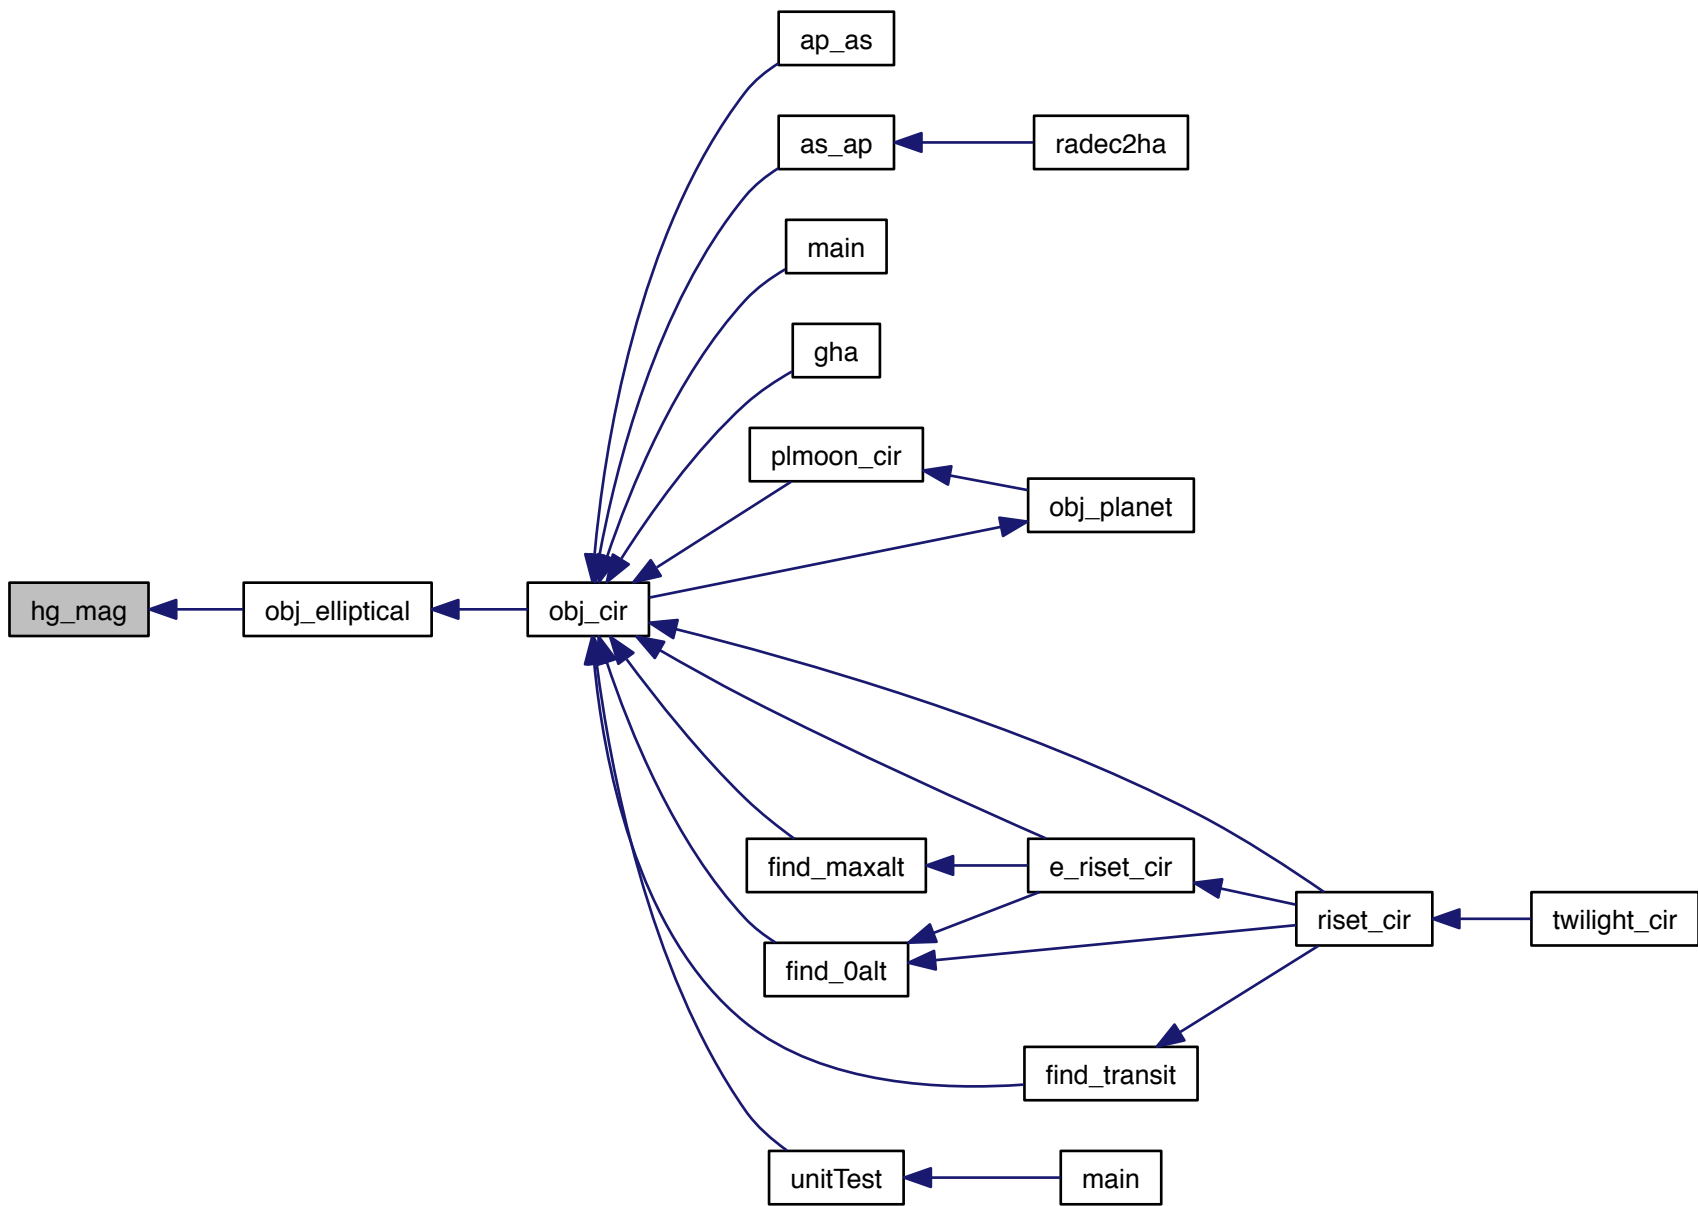 ap_as
as_ap
radec2ha
main
gha
plmoon_cir
obj_planet
hg_mag
obj_elliptical
obj_cir
find_maxalt
e_riset_cir
riset_cir
twilight_cir
find_0alt
find_transit
unitTest
main